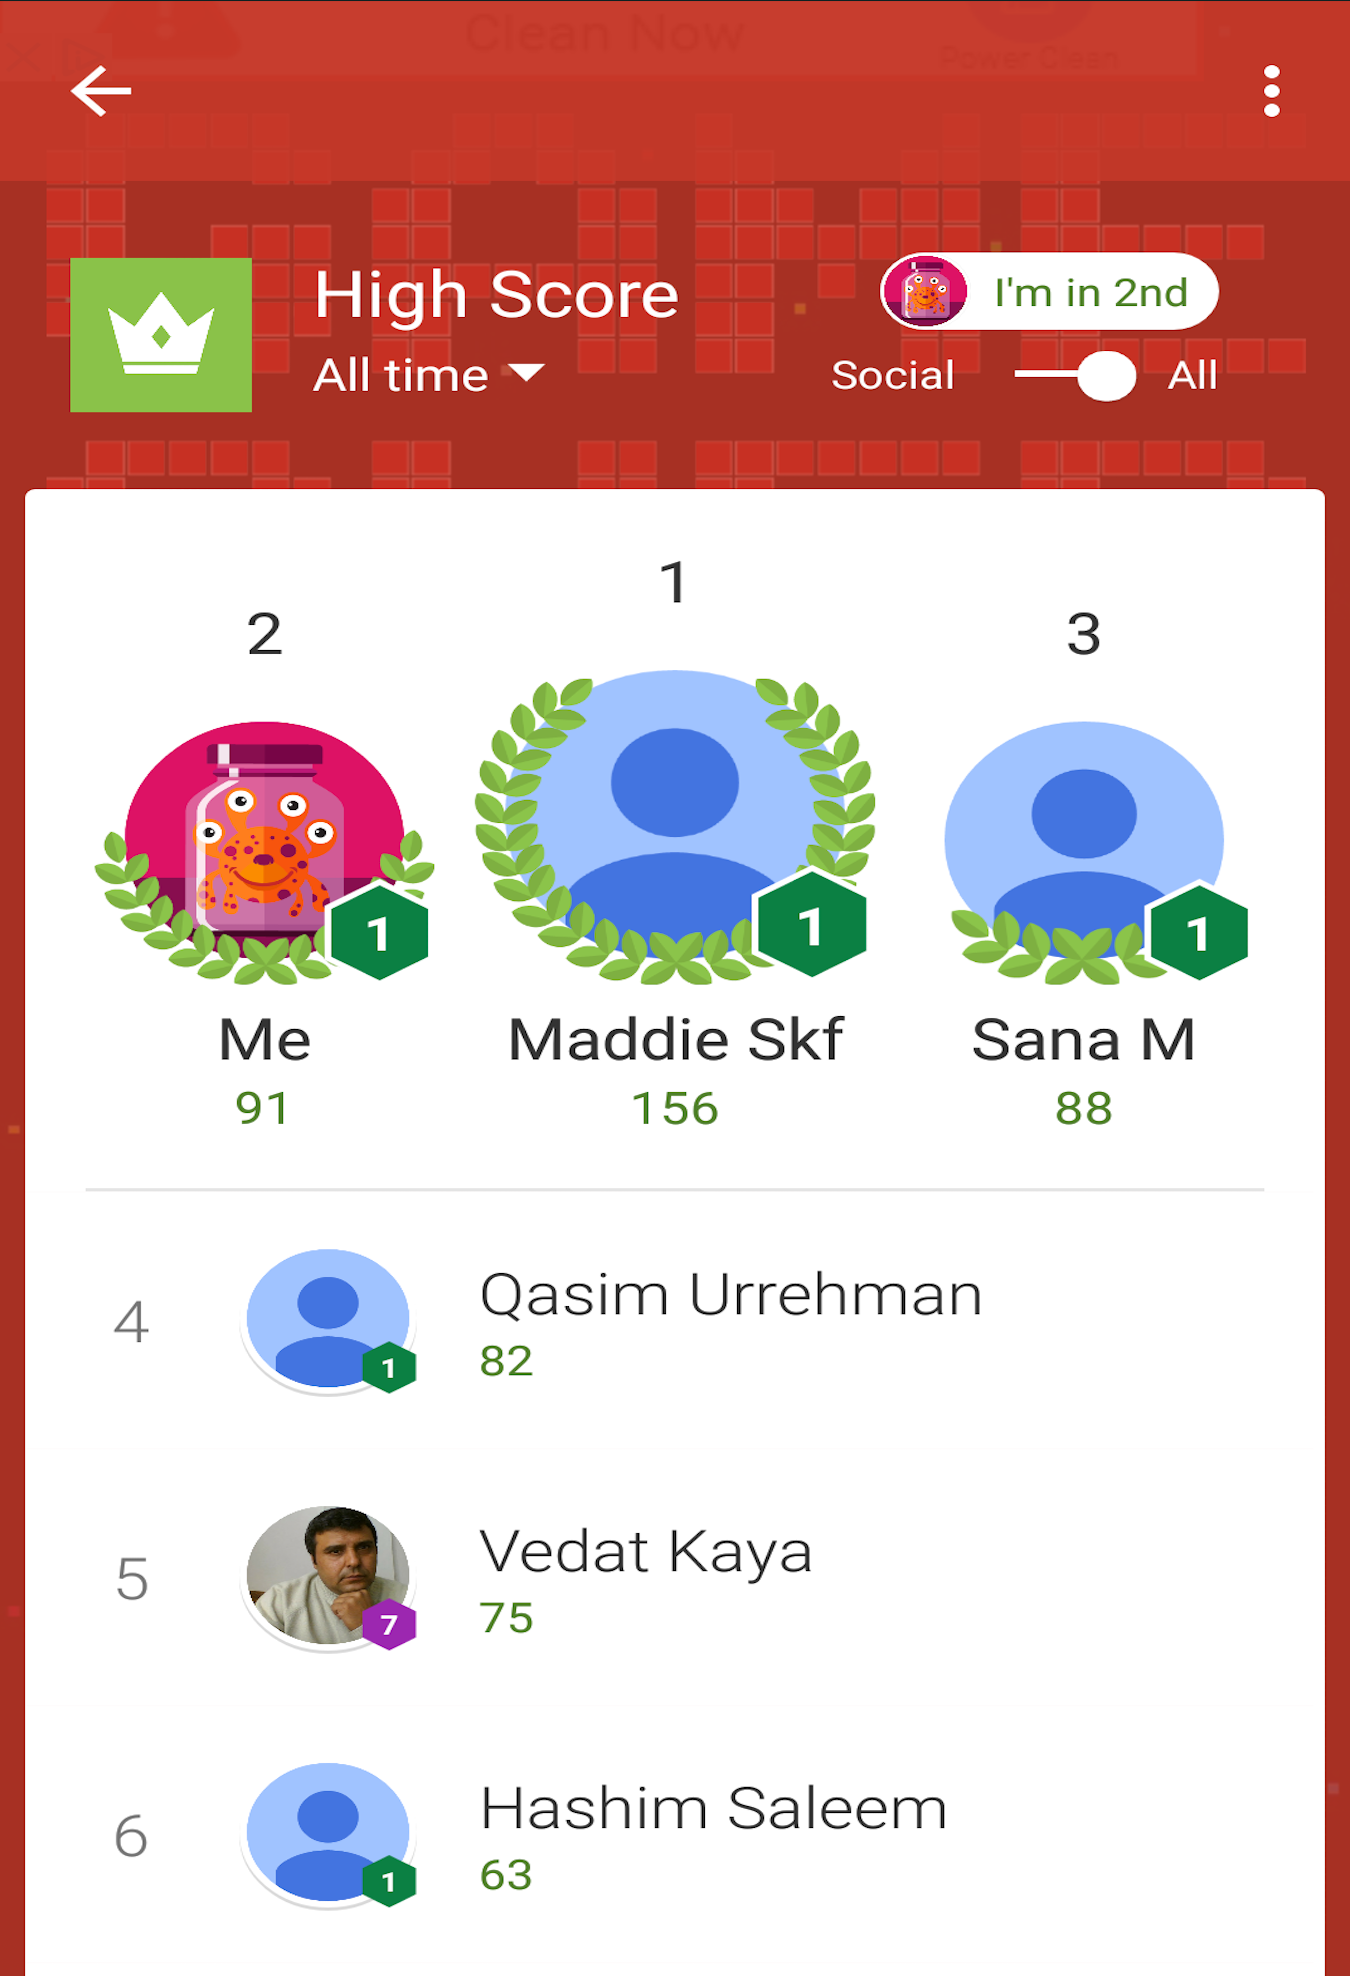 Clean Now
Power Clean
High Score
I'm in 2nd
All time
Social
All
1
2
3
1
1
1
Me
Maddie Skf
Sana M
91
156
88
4
Qasim Urrehman
1
82
5
Vedat Kaya
7
75
6
Hashim Saleem
1
63